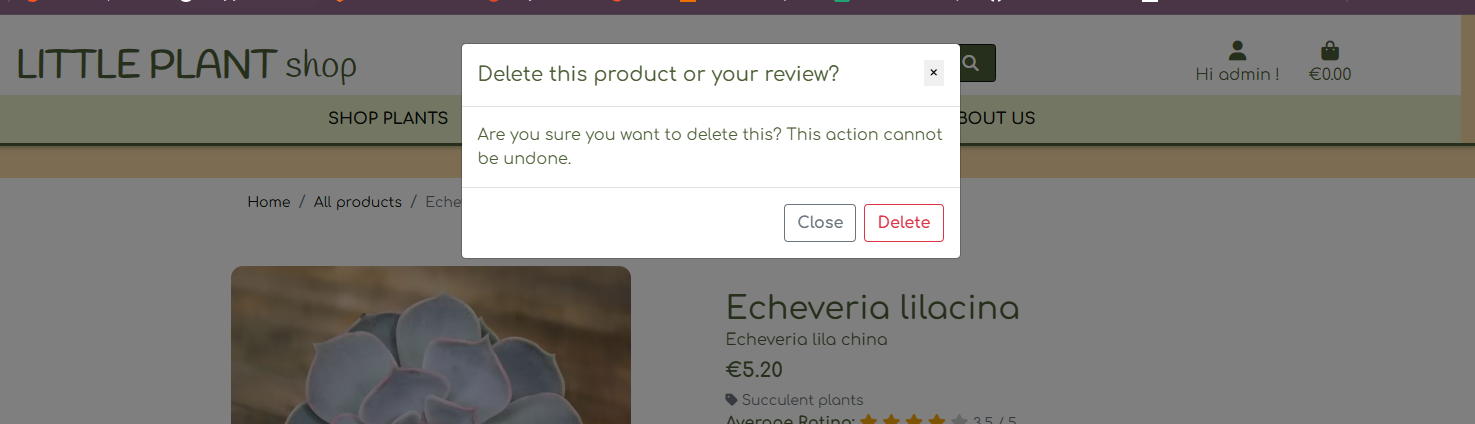 LITTLE PLANT shop
Delete this product or your review?
×
Hi admin !
€0.00
SHOP PLANTS
BOUT US
Are you sure you want to delete this? This action cannot
be undone.
Home / All products / Eche
Close
Delete
Echeveria lilacina
Echeveria lila china
€5.20
Succulent plants
Average Rating: 3.5 / 5